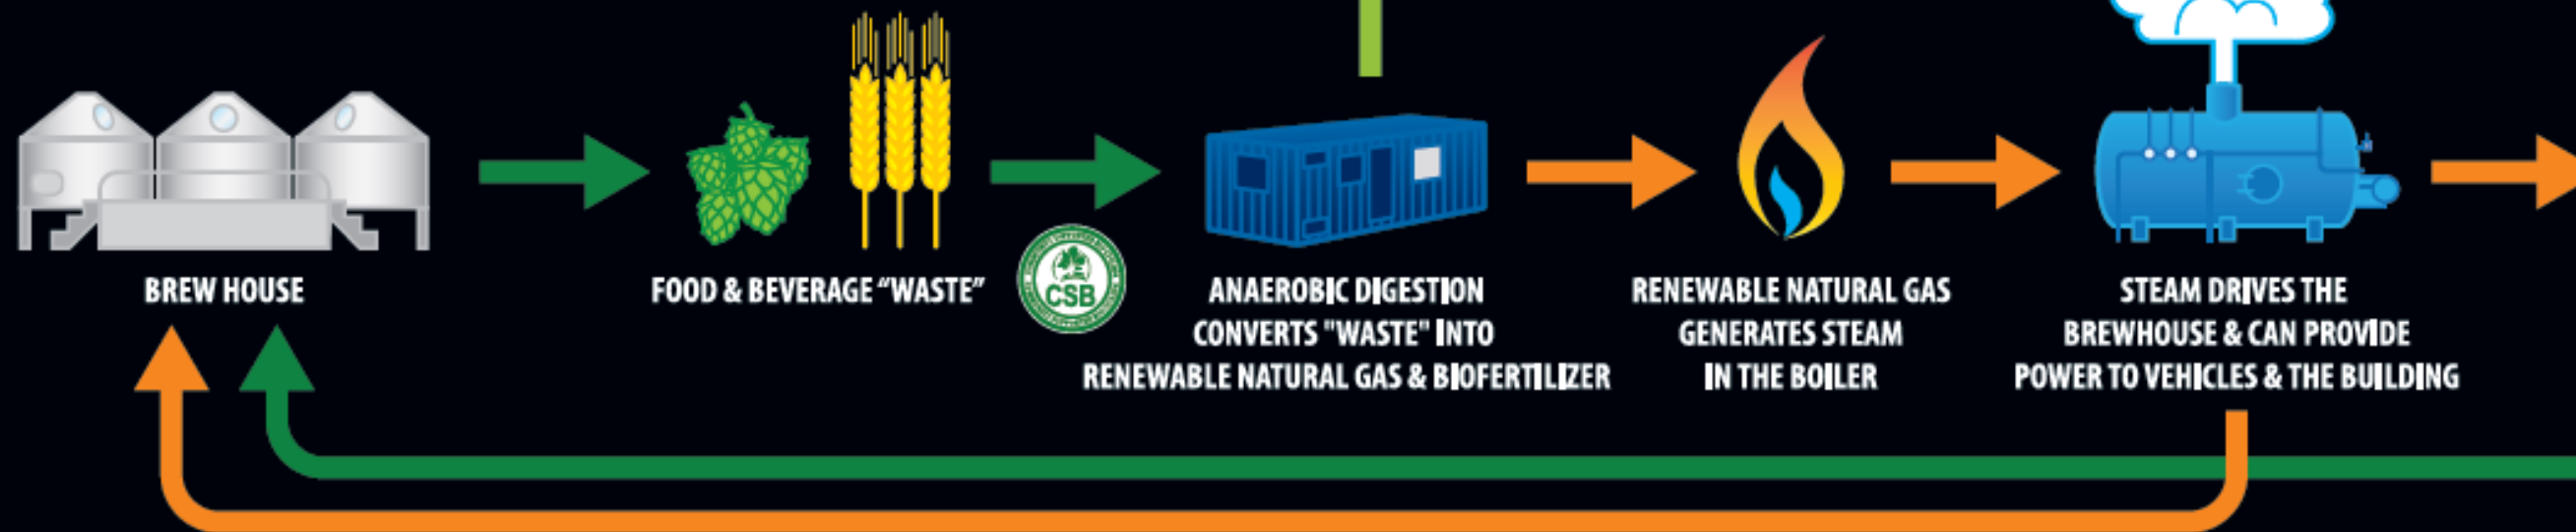 BREW HOUSE
FOOD & BEVERAGE “WASTE”
CSB
ANAEROBIC DIGESTION
CONVERTS "WASTE" INTO
RENEWABLE NATURAL GAS & BIOFERTILIZER
RENEWABLE NATURAL GAS
GENERATES STEAM
IN THE BOILER
STEAM DRIVES THE
BREWHOUSE & CAN PROVIDE
POWER TO VEHICLES & THE BUILDING